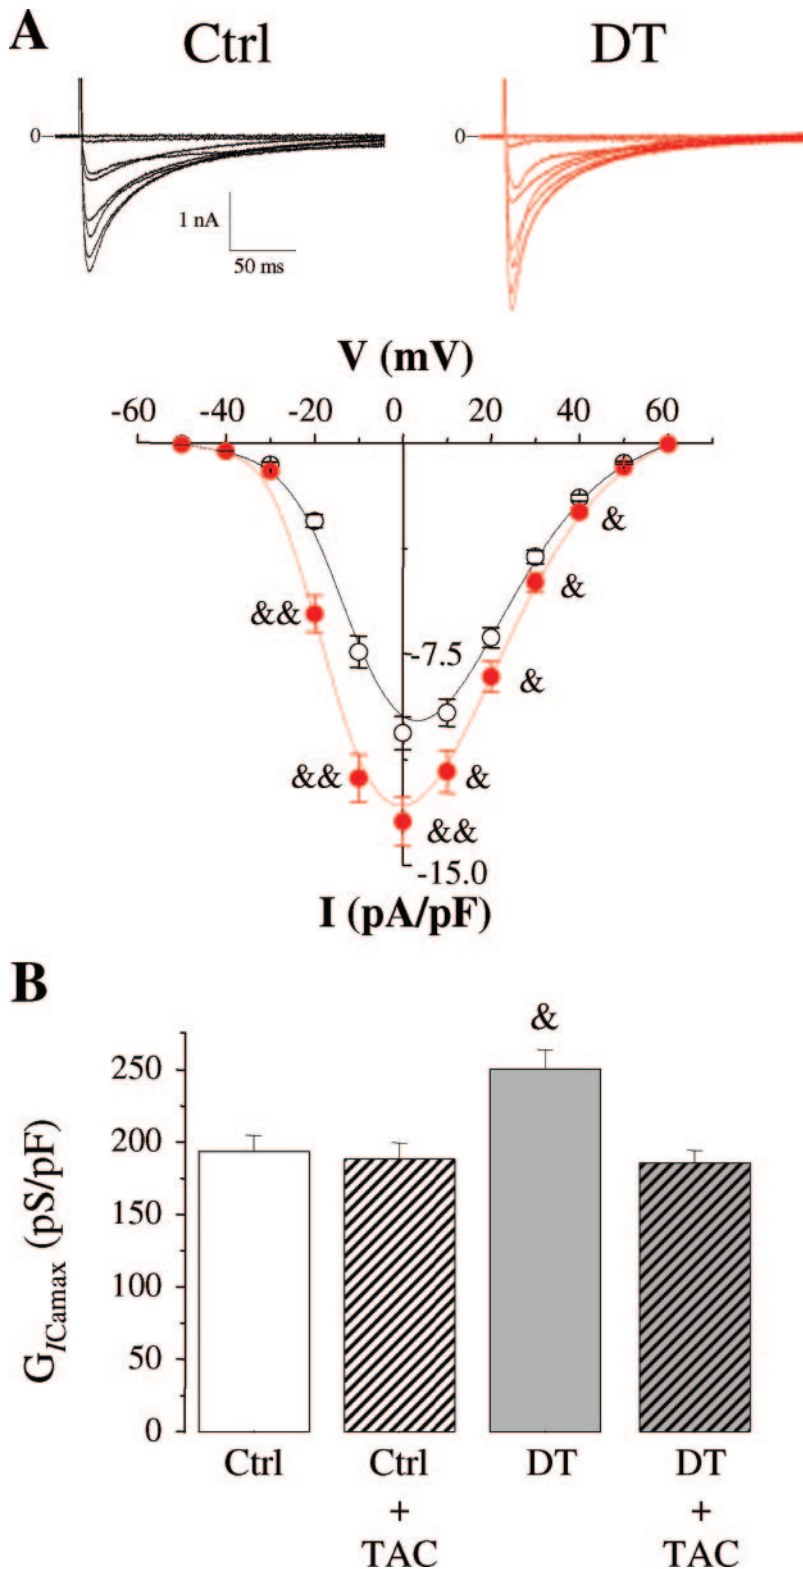 A
Ctrl DT
0 0
1 nA
50 ms
V (mV)
-60 -40 -20 0 20 40 60
&
&
&&
-7.5
&
&& &
&&
-15.0
I (pA/pF)
B
&
250
200
150
100
50
0
G_ICamax (pS/pF)
Ctrl Ctrl DT DT
+ +
TAC TAC